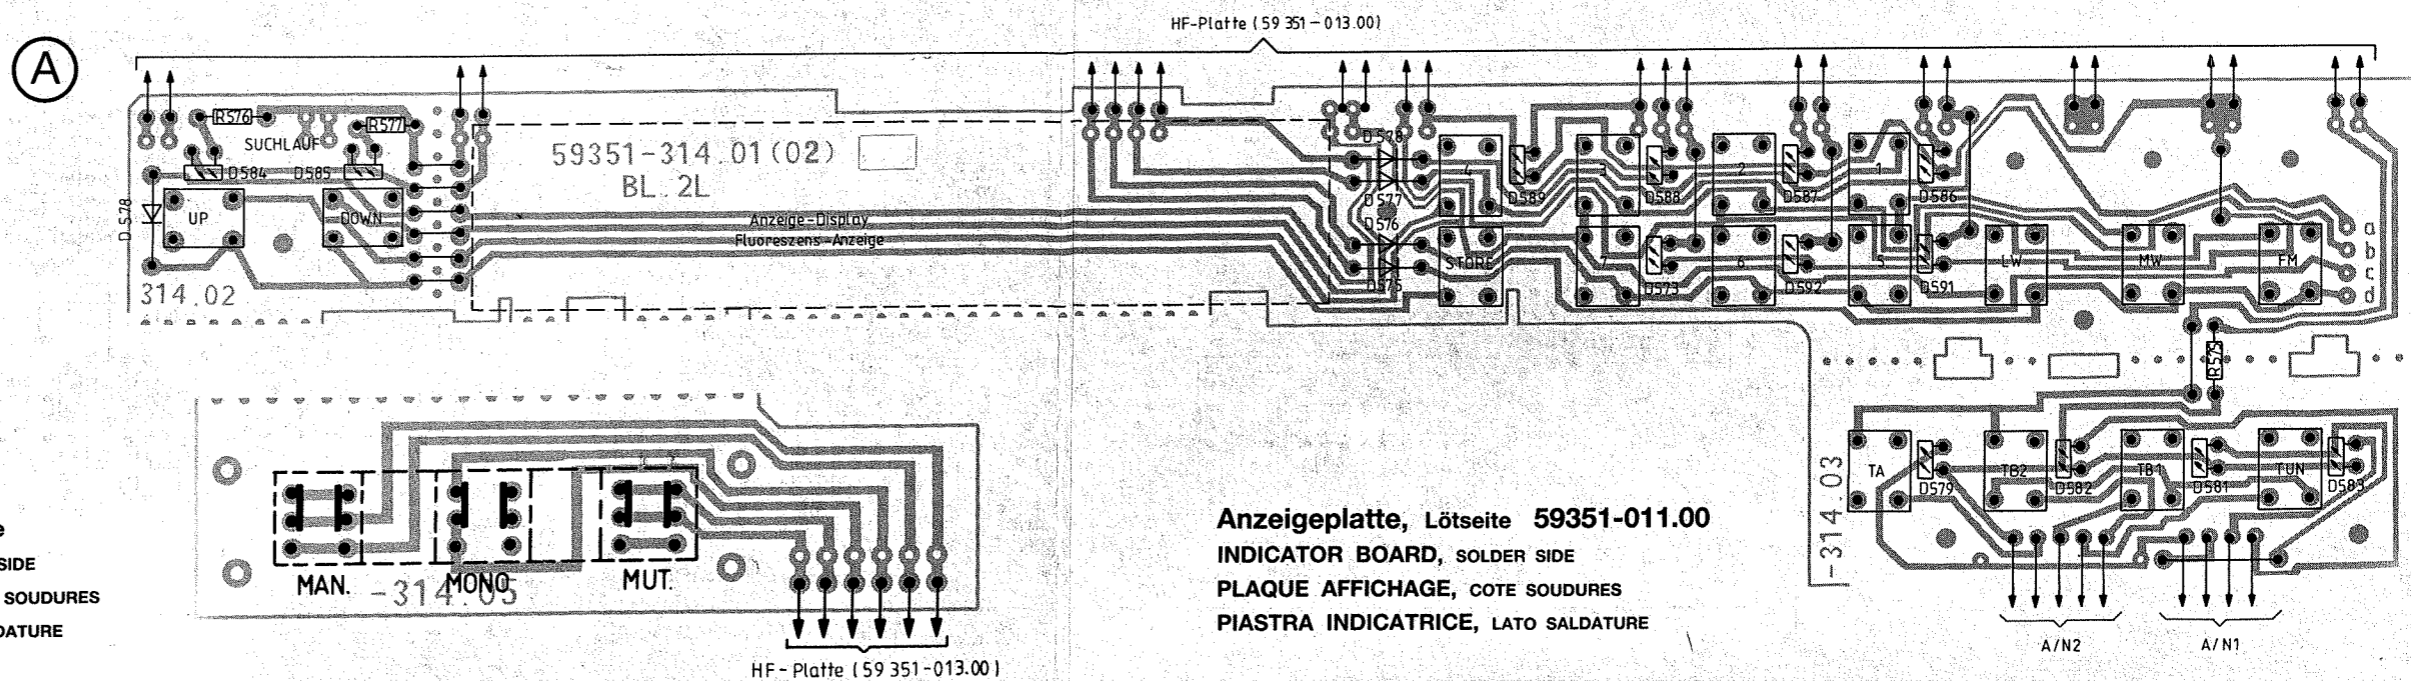 HF-Platte (59 351-013.00)
A
R576
R577
SUCHLAUF
D584
D585
D578
UP
DOWN
314.02
59351-314.01(02)
BL. 2L
Anzeige-Display
Fluoreszens-Anzeige
D578
D577
D576
D575
4
3
2
1
D589
D588
D587
D586
STORE
7
6
5
LW
MW
FM
D573
D592
D591
a
b
c
d
R575
TA
TB2
TB1
TUN
D579
D582
D581
D583
-314.03
A/N2
A/N1
MAN.
MONO
MUT.
-314.05
HF-Platte (59 351-013.00)
Anzeigeplatte, Lötseite 59351-011.00
INDICATOR BOARD, SOLDER SIDE
PLAQUE AFFICHAGE, COTE SOUDURES
PIASTRA INDICATRICE, LATO SALDATURE
e
SIDE
SOUDURES
DATURE